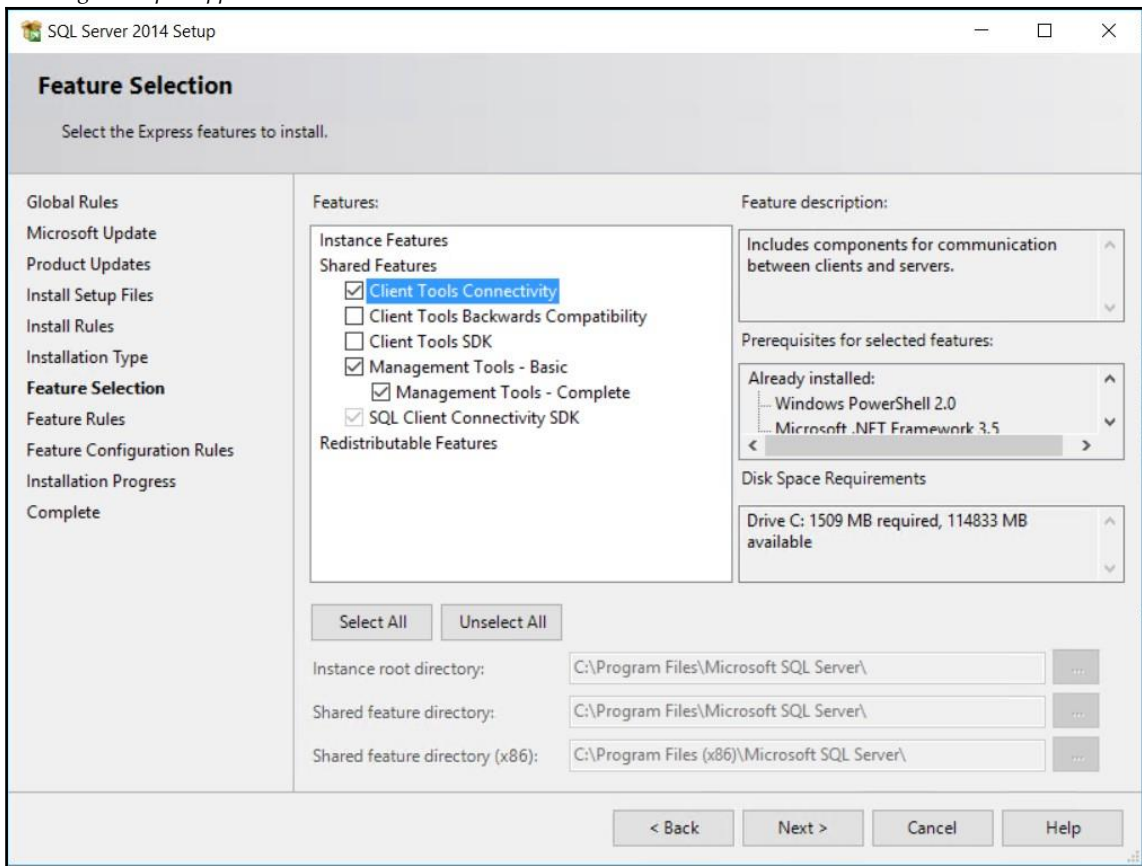 SQL Server 2014 Setup
Feature Selection
Select the Express features to install.
Global Rules
Microsoft Update
Product Updates
Install Setup Files
Install Rules
Installation Type
Feature Selection
Feature Rules
Feature Configuration Rules
Installation Progress
Complete
Features:
Instance Features
Shared Features
Client Tools Connectivity
Client Tools Backwards Compatibility
Client Tools SDK
Management Tools - Basic
Management Tools - Complete
SQL Client Connectivity SDK
Redistributable Features
Feature description:
Includes components for communication
between clients and servers.
Prerequisites for selected features:
Already installed:
Windows PowerShell 2.0
Microsoft .NET Framework 3.5
Disk Space Requirements
Drive C: 1509 MB required, 114833 MB
available
Select All Unselect All
Instance root directory: C:\Program Files\Microsoft SQL Server\ ...
Shared feature directory: C:\Program Files\Microsoft SQL Server\ ...
Shared feature directory (x86): C:\Program Files (x86)\Microsoft SQL Server\ ...
< Back Next > Cancel Help